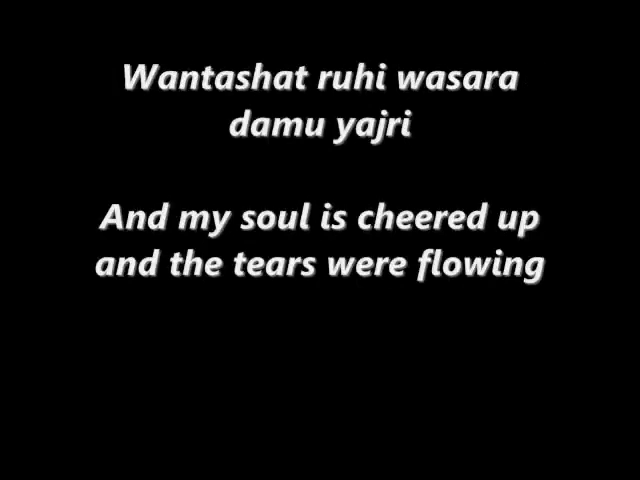 Wantashat ruhi wasara
damu yajri
And my soul is cheered up
and the tears were flowing